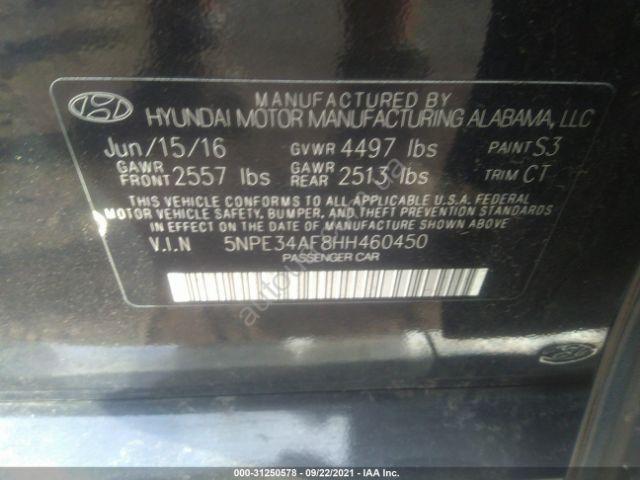 MANUFACTURED BY
HYUNDAI MOTOR MANUFACTURING ALABAMA, LLC
Jun/15/16 GVWR 4497 lbs PAINT S3
GAWR FRONT 2557 lbs GAWR REAR 2513 lbs TRIM CT
THIS VEHICLE CONFORMS TO ALL APPLICABLE U.S.A. FEDERAL
MOTOR VEHICLE SAFETY, BUMPER, AND THEFT PREVENTION STANDARDS
IN EFFECT ON THE DATE OF MANUFACTURE SHOWN ABOVE
V.I.N 5NPE34AF8HH460450
PASSENGER CAR
000-31250578 - 09/22/2021 - IAA Inc.